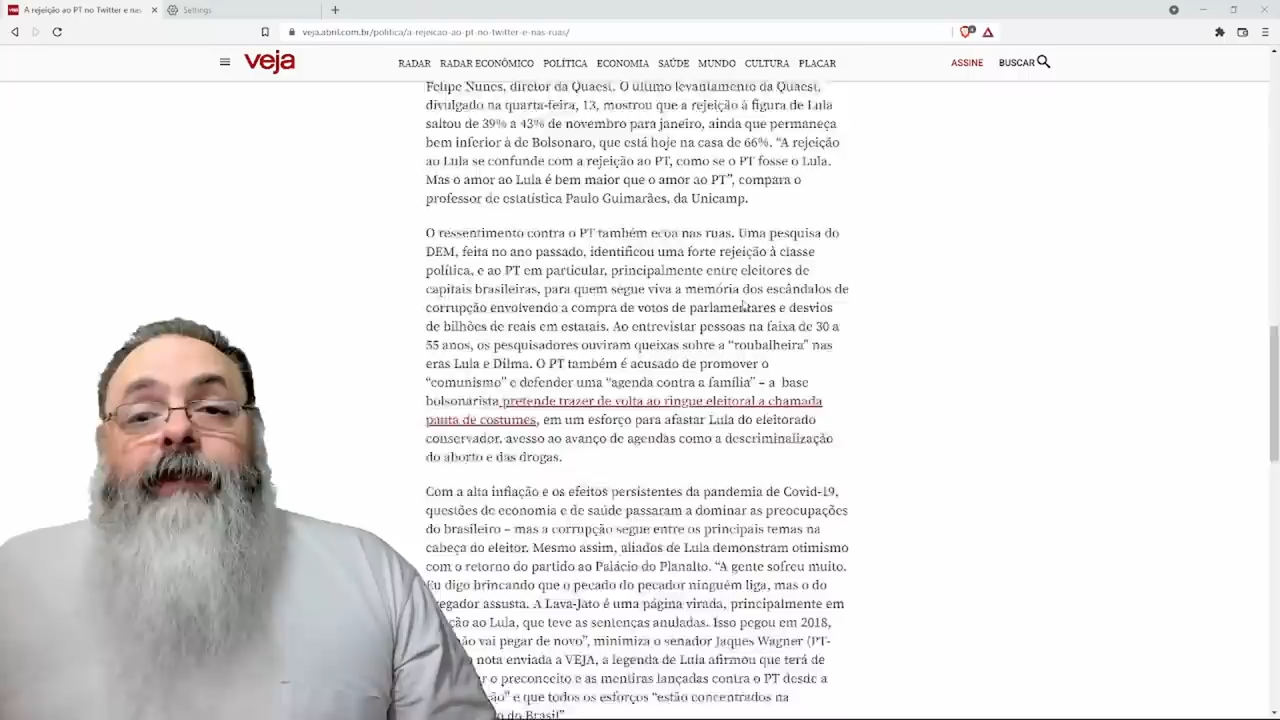 A rejeição ao PT no Twitter e nas
Settings
veja.abril.com.br/politica/a-rejeicao-ao-pt-no-twitter-e-nas-ruas/
veja
RADAR RADAR ECONÔMICO POLÍTICA ECONOMIA SAÚDE MUNDO CULTURA PLACAR
ASSINE BUSCAR
Felipe Nunes, diretor da Quaest. O último levantamento da Quaest,
divulgado na quarta-feira, 13, mostrou que a rejeição à figura de Lula
saltou de 39% a 43% de novembro para janeiro, ainda que permaneça
bem inferior à de Bolsonaro, que está hoje na casa de 66%. “A rejeição
ao Lula se confunde com a rejeição ao PT, como se o PT fosse o Lula.
Mas o amor ao Lula é bem maior que o amor ao PT”, compara o
professor de estatística Paulo Guimarães, da Unicamp.
O ressentimento contra o PT também ecoa nas ruas. Uma pesquisa do
DEM, feita no ano passado, identificou uma forte rejeição à classe
política, e ao PT em particular, principalmente entre eleitores de
capitais brasileiras, para quem segue viva a memória dos escândalos de
corrupção envolvendo a compra de votos de parlamentares e desvios
de bilhões de reais em estatais. Ao entrevistar pessoas na faixa de 30 a
55 anos, os pesquisadores ouviram queixas sobre a “roubalheira” nas
eras Lula e Dilma. O PT também é acusado de promover o
“comunismo” e defender uma “agenda contra a família” – a base
bolsonarista pretende trazer de volta ao ringue eleitoral a chamada
pauta de costumes, em um esforço para afastar Lula do eleitorado
conservador, avesso ao avanço de agendas como a descriminalização
do aborto e das drogas.
Com a alta inflação e os efeitos persistentes da pandemia de Covid-19,
questões de economia e de saúde passaram a dominar as preocupações
do brasileiro – mas a corrupção segue entre os principais temas na
cabeça do eleitor. Mesmo assim, aliados de Lula demonstram otimismo
com o retorno do partido ao Palácio do Planalto. “A gente sofreu muito.
Eu digo brincando que o pecado do pecador ninguém liga, mas o do
egador assusta. A Lava-Jato é uma página virada, principalmente em
ção ao Lula, que teve as sentenças anuladas. Isso pegou em 2018,
não vai pegar de novo”, minimiza o senador Jaques Wagner (PT-
nota enviada a VEJA, a legenda de Lula afirmou que terá de
r o preconceito e as mentiras lançadas contra o PT desde a
ão” e que todos os esforços “estão concentrados na
do Brasil”